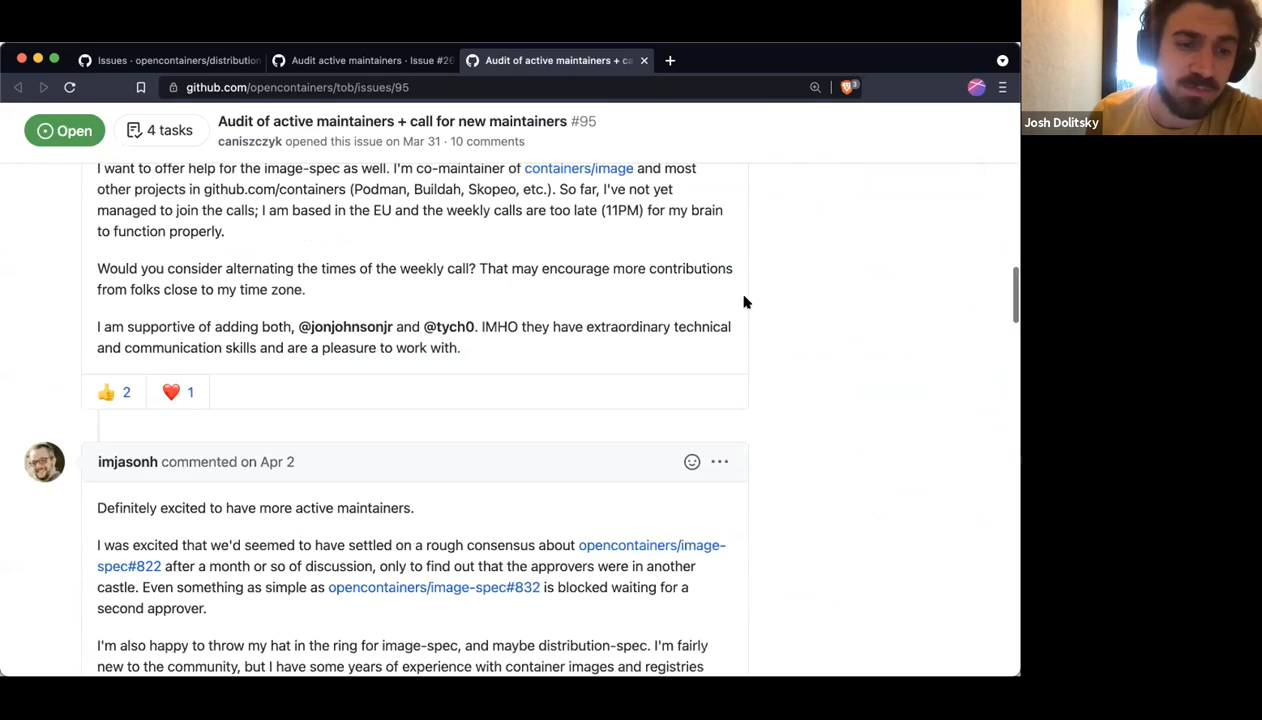 Issues · opencontainers/distribution
Audit active maintainers · Issue #26
Audit of active maintainers + ca
github.com/opencontainers/tob/issues/95
3
Open
4 tasks
Audit of active maintainers + call for new maintainers #95
caniszczyk opened this issue on Mar 31 · 10 comments
I want to offer help for the image-spec as well. I'm co-maintainer of containers/image and most
other projects in github.com/containers (Podman, Buildah, Skopeo, etc.). So far, I've not yet
managed to join the calls; I am based in the EU and the weekly calls are too late (11PM) for my brain
to function properly.
Would you consider alternating the times of the weekly call? That may encourage more contributions
from folks close to my time zone.
I am supportive of adding both, @jonjohnsonjr and @tych0. IMHO they have extraordinary technical
and communication skills and are a pleasure to work with.
👍 2
❤️ 1
imjasonh commented on Apr 2
Definitely excited to have more active maintainers.
I was excited that we'd seemed to have settled on a rough consensus about opencontainers/image-
spec#822 after a month or so of discussion, only to find out that the approvers were in another
castle. Even something as simple as opencontainers/image-spec#832 is blocked waiting for a
second approver.
I'm also happy to throw my hat in the ring for image-spec, and maybe distribution-spec. I'm fairly
new to the community, but I have some years of experience with container images and registries
Josh Dolitsky